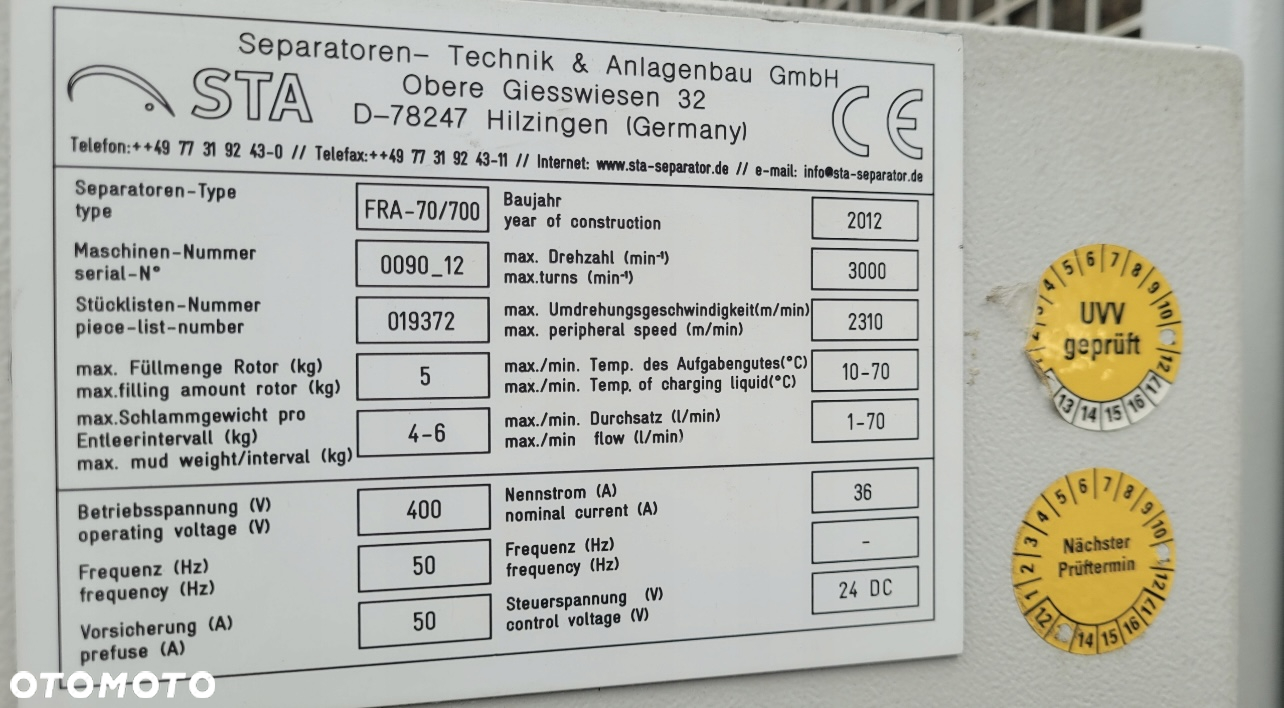 Separatoren- Technik & Anlagenbau GmbH
STA
Obere Giesswiesen 32
D-78247 Hilzingen (Germany)
CE
Telefon:++49 77 31 92 43-0 // Telefax:++49 77 31 92 43-11 // Internet: www.sta-separator.de // e-mail: info@sta-separator.de
Separatoren-Type
type
FRA-70/700
Baujahr
year of construction
2012
Maschinen-Nummer
serial-N°
0090_12
max. Drehzahl (min⁻¹)
max.turns (min⁻¹)
3000
Stücklisten-Nummer
piece-list-number
019372
max. Umdrehungsgeschwindigkeit(m/min)
max. peripheral speed (m/min)
2310
max. Füllmenge Rotor (kg)
max.filling amount rotor (kg)
5
max./min. Temp. des Aufgabengutes(°C)
max./min. Temp. of charging liquid(°C)
10-70
max.Schlammgewicht pro
Entleerintervall (kg)
max. mud weight/interval (kg)
4-6
max./min. Durchsatz (l/min)
max./min flow (l/min)
1-70
Betriebsspannung (V)
operating voltage (V)
400
Nennstrom (A)
nominal current (A)
36
Frequenz (Hz)
frequency (Hz)
50
Frequenz (Hz)
frequency (Hz)
-
Vorsicherung (A)
prefuse (A)
50
Steuerspannung (V)
control voltage (V)
24 DC
2 3 4 5 6 7 8 9 10 12
UVV
geprüft
13 14 15 16 17
1 2 3 4 5 6 7 8 9 10 12
Nächster
Prüftermin
12 14 15 16 17
OTOMOTO